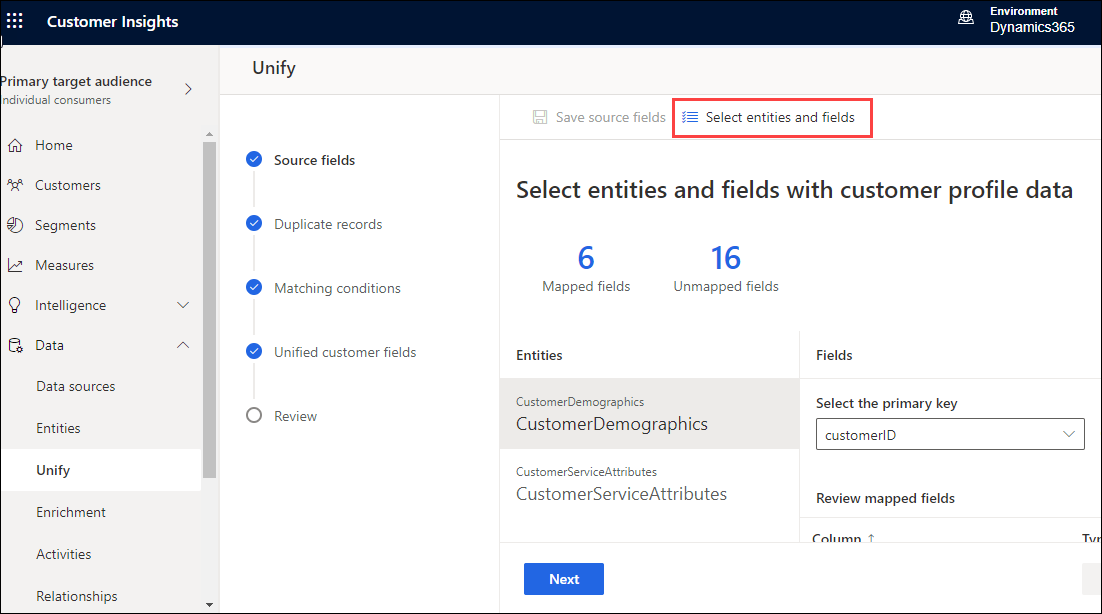 Customer Insights
Environment
Dynamics365
Primary target audience
Individual consumers
Home
Customers
Segments
Measures
Intelligence
Data
Data sources
Entities
Unify
Enrichment
Activities
Relationships
Unify
Source fields
Duplicate records
Matching conditions
Unified customer fields
Review
Save source fields
Select entities and fields
Select entities and fields with customer profile data
6
Mapped fields
16
Unmapped fields
Entities
CustomerDemographics
CustomerDemographics
CustomerServiceAttributes
CustomerServiceAttributes
Fields
Select the primary key
customerID
Review mapped fields
Column ↑
Next